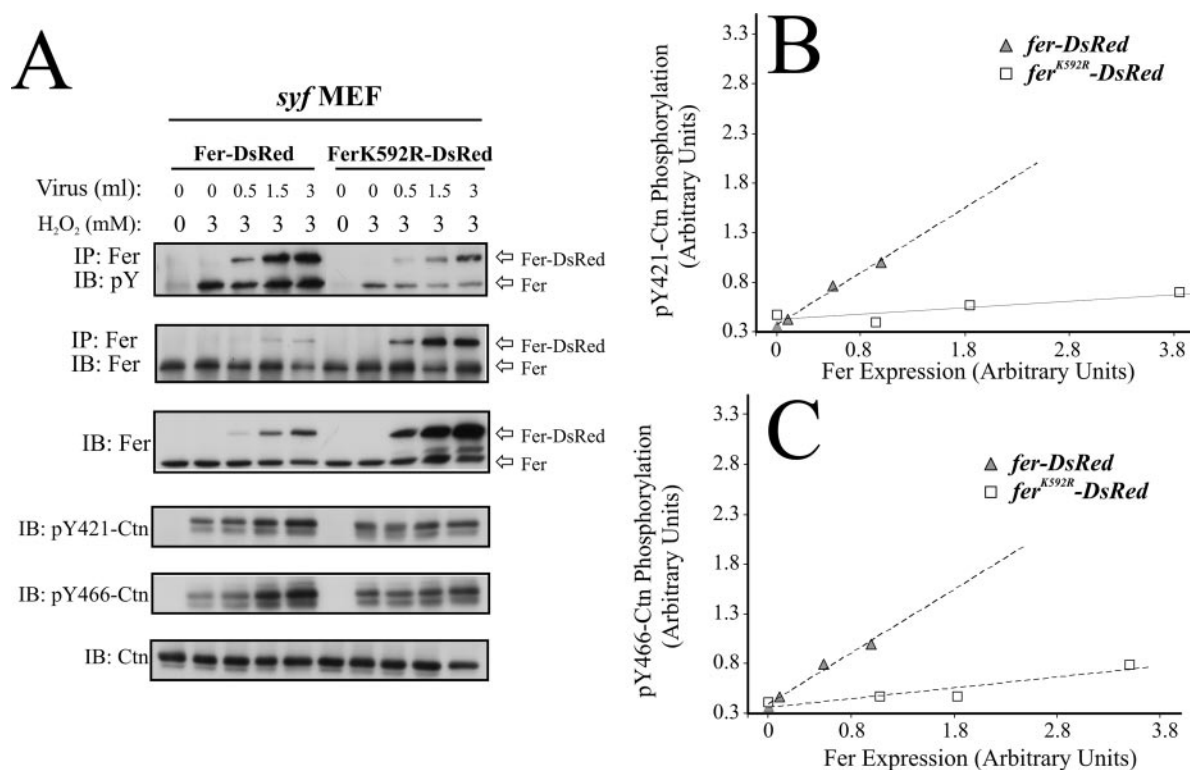 A
syf MEF
Fer-DsRed FerK592R-DsRed
Virus (ml): 0 0 0.5 1.5 3 0 0 0.5 1.5 3
H₂O₂ (mM): 0 3 3 3 3 0 3 3 3 3
IP: Fer
IB: pY
⇦ Fer-DsRed
⇦ Fer
IP: Fer
IB: Fer
⇦ Fer-DsRed
⇦ Fer
IB: Fer
⇦ Fer-DsRed
⇦ Fer
IB: pY421-Ctn
IB: pY466-Ctn
IB: Ctn
B
pY421-Ctn Phosphorylation
(Arbitrary Units)
3.3
2.8
2.3
1.8
1.3
0.8
0.3
fer-DsRed
ferK592R-DsRed
0 0.8 1.8 2.8 3.8
Fer Expression (Arbitrary Units)
C
pY466-Ctn Phosphorylation
(Arbitrary Units)
3.3
2.8
2.3
1.8
1.3
0.8
0.3
fer-DsRed
ferK592R-DsRed
0 0.8 1.8 2.8 3.8
Fer Expression (Arbitrary Units)